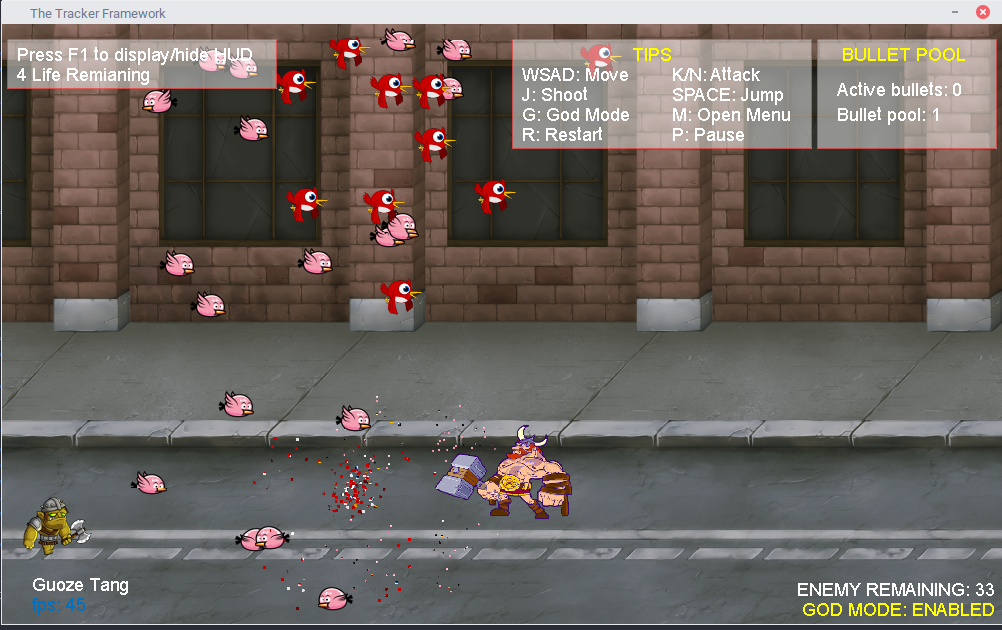 The Tracker Framework
Press F1 to display/hide HUD
4 Life Remianing
TIPS
WSAD: Move
K/N: Attack
J: Shoot
SPACE: Jump
G: God Mode
M: Open Menu
R: Restart
P: Pause
BULLET POOL
Active bullets: 0
Bullet pool: 1
Guoze Tang
fps: 45
ENEMY REMAINING: 33
GOD MODE: ENABLED